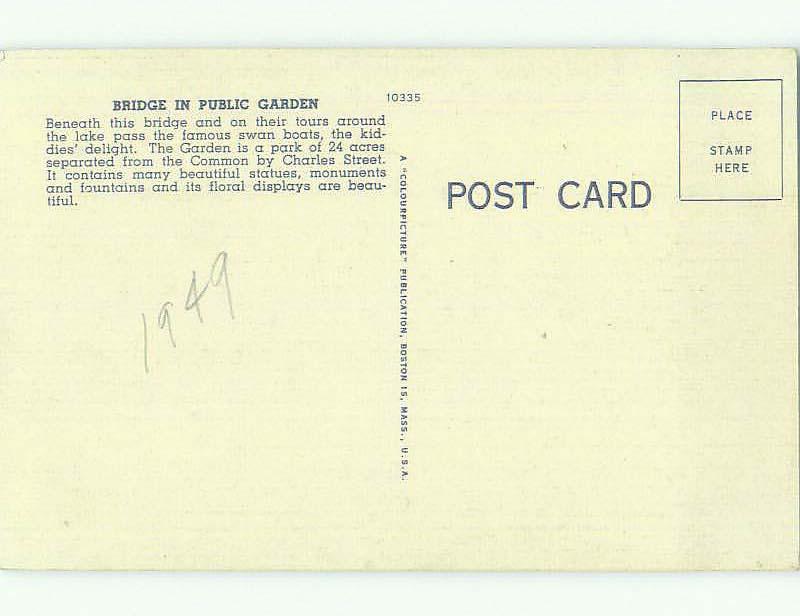 BRIDGE IN PUBLIC GARDEN
Beneath this bridge and on their tours around
the lake pass the famous swan boats, the kid-
dies' delight. The Garden is a park of 24 acres
separated from the Common by Charles Street.
It contains many beautiful statues, monuments
and fountains and its floral displays are beau-
tiful.
1949
10335
A "COLOURPICTURE" PUBLICATION, BOSTON 15, MASS., U.S.A.
POST CARD
PLACE
STAMP
HERE